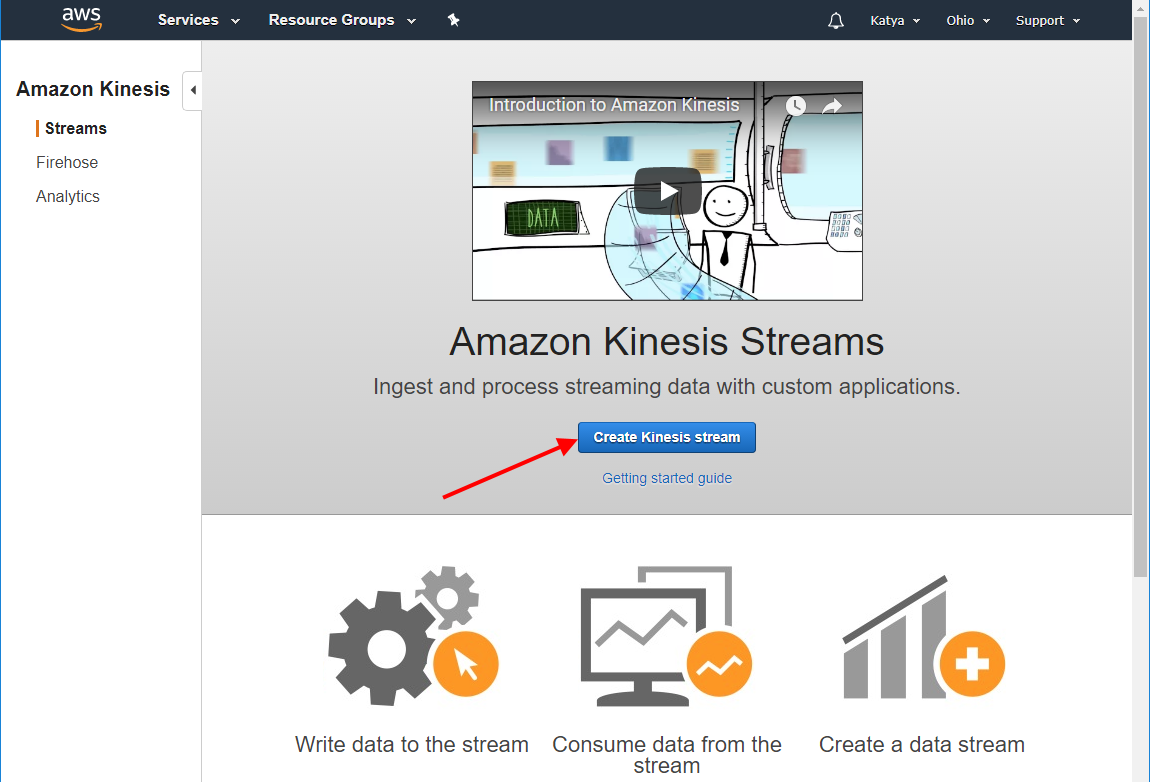 aws
Services
Resource Groups
Katya
Ohio
Support
Amazon Kinesis
Streams
Firehose
Analytics
Introduction to Amazon Kinesis
DATA
Amazon Kinesis Streams
Ingest and process streaming data with custom applications.
Create Kinesis stream
Getting started guide
Write data to the stream
Consume data from the
stream
Create a data stream